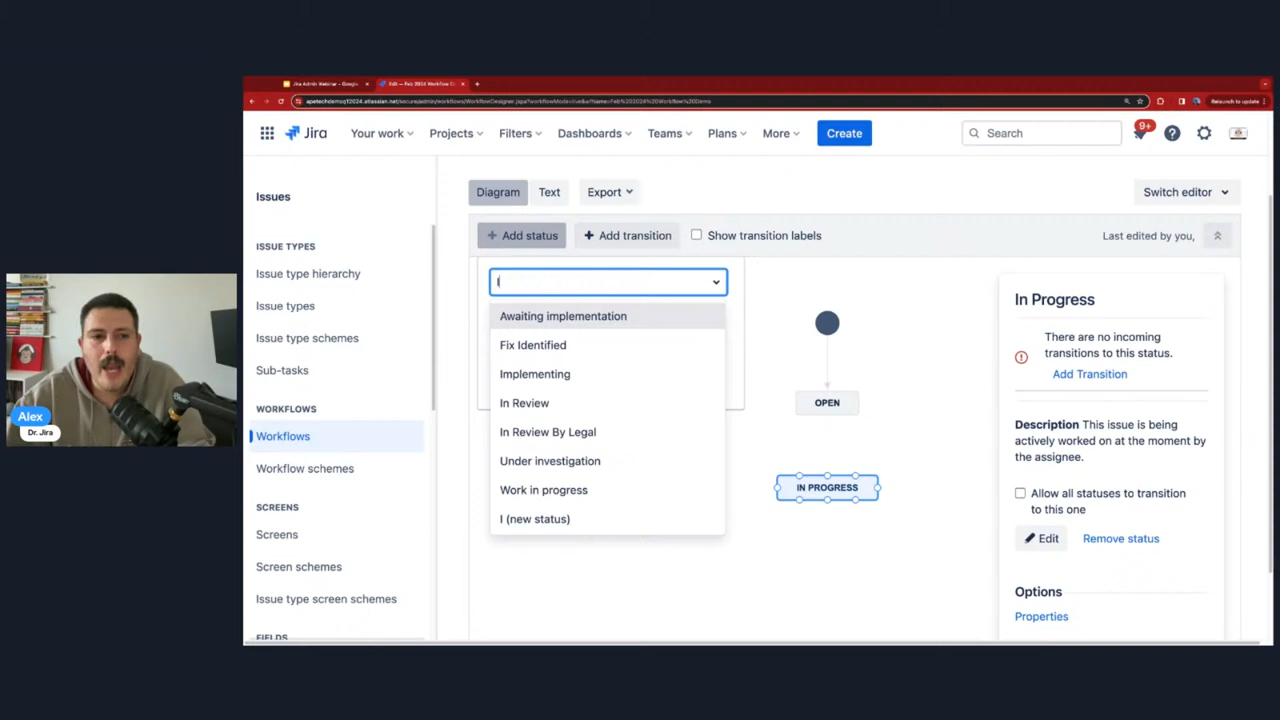 Jira Admin Webinar - Google
Edit — Feb 2024 Workflow
apetechdemosq12024.atlassian.net/secure/admin/workflows/WorkflowDesigner.jspa?workflowMode=live&wfName=Feb%202024%20Workflow%20Demo
Relaunch to update
Jira
Your work
Projects
Filters
Dashboards
Teams
Plans
More
Create
Search
9+
Issues
ISSUE TYPES
Issue type hierarchy
Issue types
Issue type schemes
Sub-tasks
WORKFLOWS
Workflows
Workflow schemes
SCREENS
Screens
Screen schemes
Issue type screen schemes
FIELDS
Diagram
Text
Export
Switch editor
+ Add status
+ Add transition
Show transition labels
Last edited by you,
I
Awaiting implementation
Fix Identified
Implementing
In Review
In Review By Legal
Under investigation
Work in progress
I (new status)
OPEN
IN PROGRESS
In Progress
There are no incoming
transitions to this status.
Add Transition
Description This issue is being
actively worked on at the moment by
the assignee.
Allow all statuses to transition
to this one
Edit
Remove status
Options
Properties
Alex
Dr. Jira